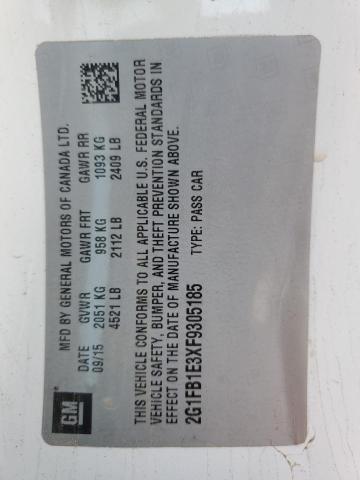 GM
MFD BY GENERAL MOTORS OF CANADA LTD.
DATE GVWR GAWR FRT GAWR RR
09/15 2051 KG 958 KG 1093 KG
4521 LB 2112 LB 2409 LB
THIS VEHICLE CONFORMS TO ALL APPLICABLE U.S. FEDERAL MOTOR
VEHICLE SAFETY, BUMPER, AND THEFT PREVENTION STANDARDS IN
EFFECT ON THE DATE OF MANUFACTURE SHOWN ABOVE.
2G1FB1E3XF9305185 TYPE: PASS CAR